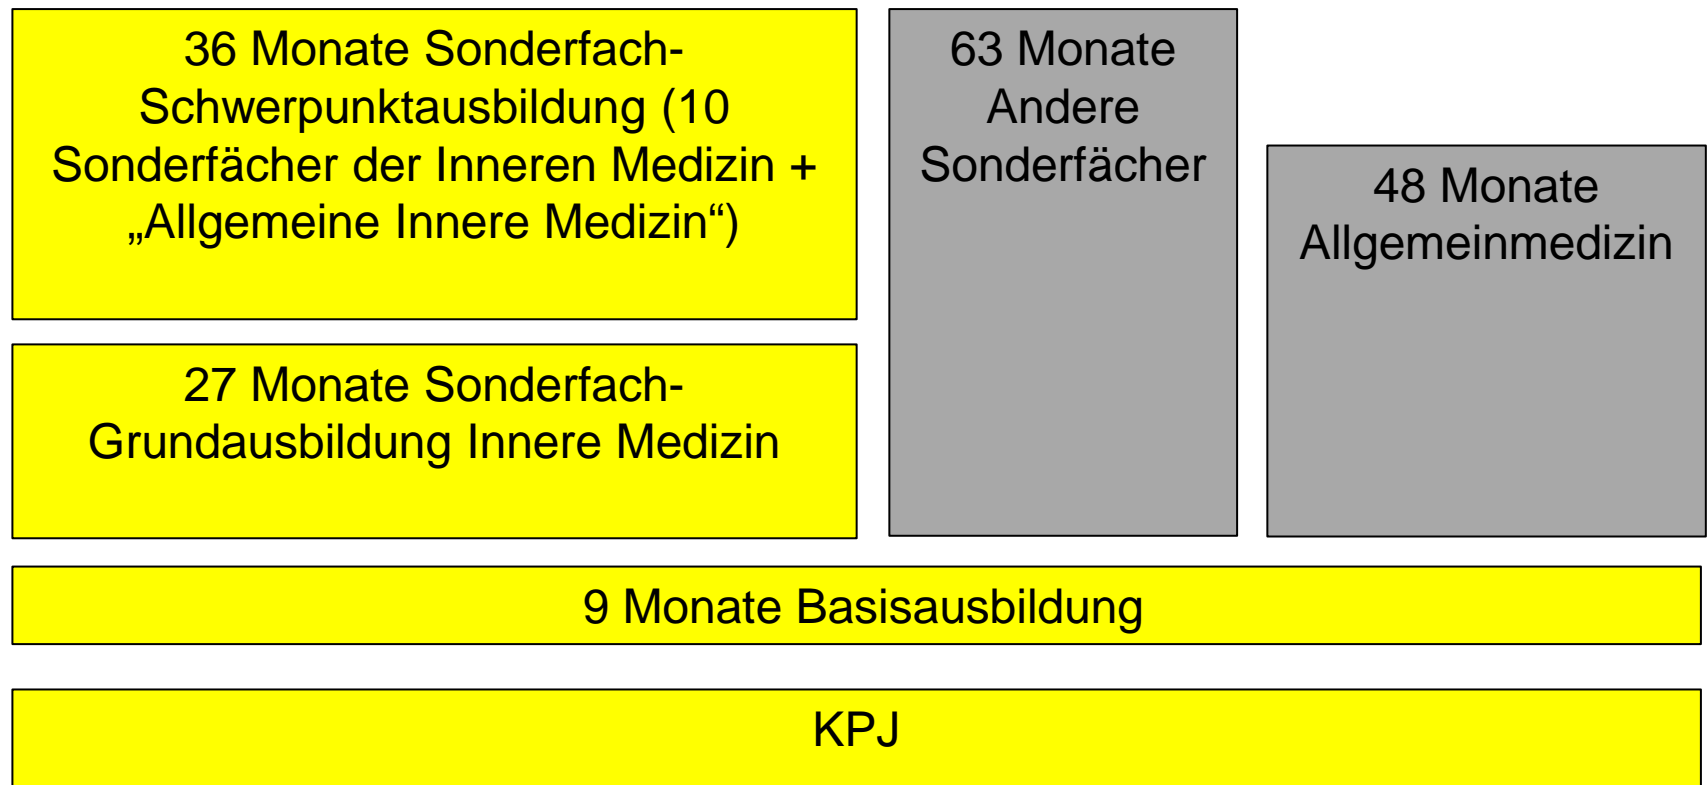 36 Monate Sonderfach-
Schwerpunktausbildung (10
Sonderfächer der Inneren Medizin +
„Allgemeine Innere Medizin“)
27 Monate Sonderfach-
Grundausbildung Innere Medizin
63 Monate
Andere
Sonderfächer
48 Monate
Allgemeinmedizin
9 Monate Basisausbildung
KPJ